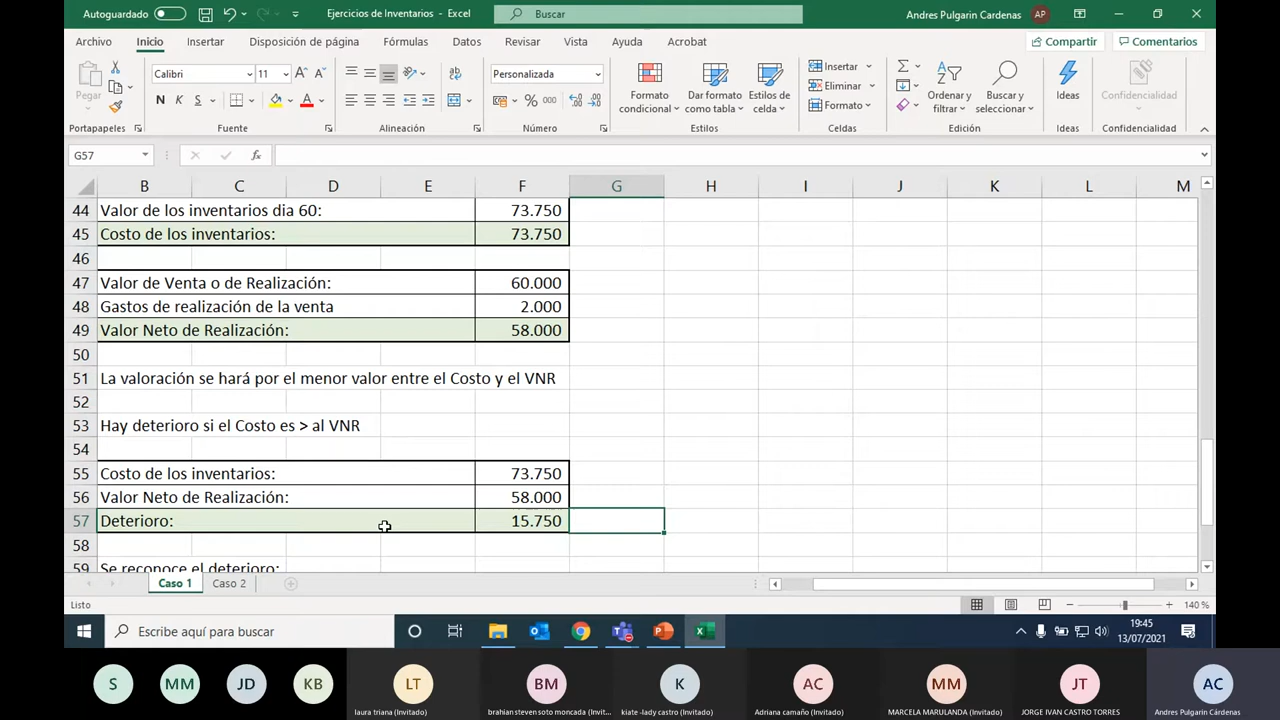 Autoguardado
Ejercicios de Inventarios - Excel
Buscar
Andres Pulgarin Cardenas AP
Archivo Inicio Insertar Disposición de página Fórmulas Datos Revisar Vista Ayuda Acrobat
Compartir Comentarios
Pegar
Calibri 11
N K S
Personalizada
% 000
Formato condicional
Dar formato como tabla
Estilos de celda
Insertar
Eliminar
Formato
Ordenar y filtrar
Buscar y seleccionar
Ideas
Confidencialidad
Portapapeles Fuente Alineación Número Estilos Celdas Edición Ideas Confidencialidad
G57
fx
B C D E F G H I J K L M
44 Valor de los inventarios dia 60: 73.750
45 Costo de los inventarios: 73.750
46
47 Valor de Venta o de Realización: 60.000
48 Gastos de realización de la venta 2.000
49 Valor Neto de Realización: 58.000
50
51 La valoración se hará por el menor valor entre el Costo y el VNR
52
53 Hay deterioro si el Costo es > al VNR
54
55 Costo de los inventarios: 73.750
56 Valor Neto de Realización: 58.000
57 Deterioro: 15.750
58
59 Se reconoce el deterioro:
Caso 1 Caso 2
Listo
140 %
Escribe aquí para buscar
19:45
13/07/2021
S MM JD KB LT BM K AC MM JT AC
laura triana (Invitado)
brahian steven soto moncada (Invit...
kiate -lady castro (Invitado)
Adriana camaño (Invitado)
MARCELA MARULANDA (Invitado)
JORGE IVAN CASTRO TORRES
Andres Pulgarin Cárdenas